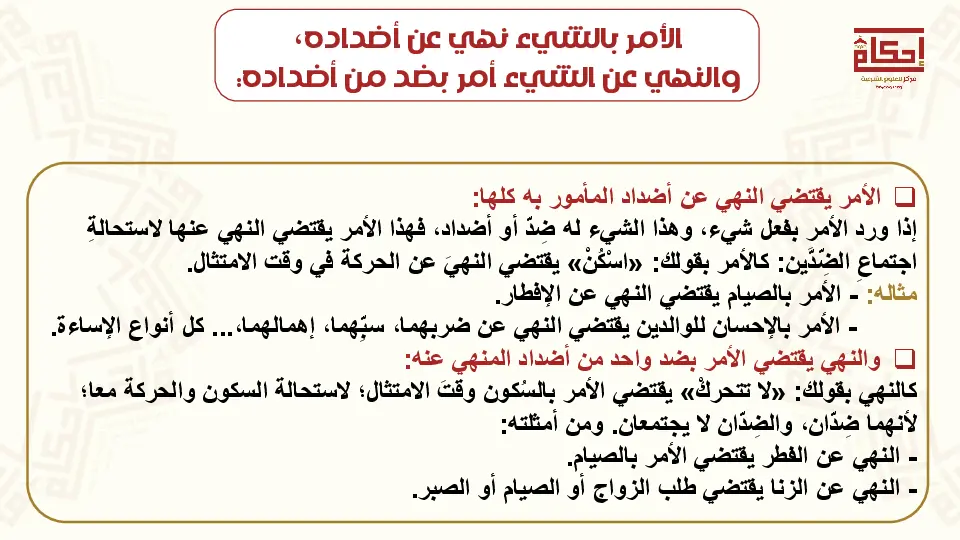 الأمر بالشيء نهي عن أضداده،
والنهي عن الشيء أمر بضد من أضداده:
إحكام
مركز للعلوم الشرعية
❑ الأمر يقتضي النهي عن أضداد المأمور به كلها:
إذا ورد الأمر بفعل شيء، وهذا الشيء له ضِدّ أو أضداد، فهذا الأمر يقتضي النهي عنها لاستحالةِ
اجتماعِ الضِّدَّين: كالأمر بقولك: «اسْكُنْ» يقتضي النهيَ عن الحركة في وقت الامتثال.
مثاله: - الأمر بالصيام يقتضي النهي عن الإفطار.
- الأمر بالإحسان للوالدين يقتضي النهي عن ضربهما، سبِّهما، إهمالهما،... كل أنواع الإساءة.
❑ والنهي يقتضي الأمر بضد واحد من أضداد المنهي عنه:
كالنهي بقولك: «لا تتحركْ» يقتضي الأمر بالسُكون وقتَ الامتثال؛ لاستحالة السكون والحركة معا؛
لأنهما ضِدّان، والضِدّان لا يجتمعان. ومن أمثلته:
- النهي عن الفطر يقتضي الأمر بالصيام.
- النهي عن الزنا يقتضي طلب الزواج أو الصيام أو الصبر.